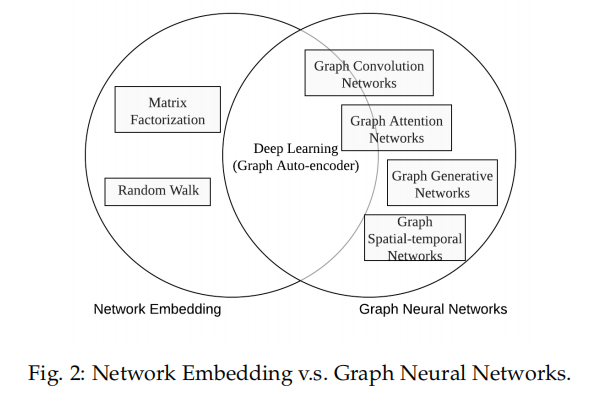 Graph Convolution
Networks
Matrix
Factorization
Graph Attention
Networks
Deep Learning
(Graph Auto-encoder)
Graph Generative
Networks
Random Walk
Graph
Spatial-temporal
Networks
Network Embedding
Graph Neural Networks
Fig. 2: Network Embedding v.s. Graph Neural Networks.